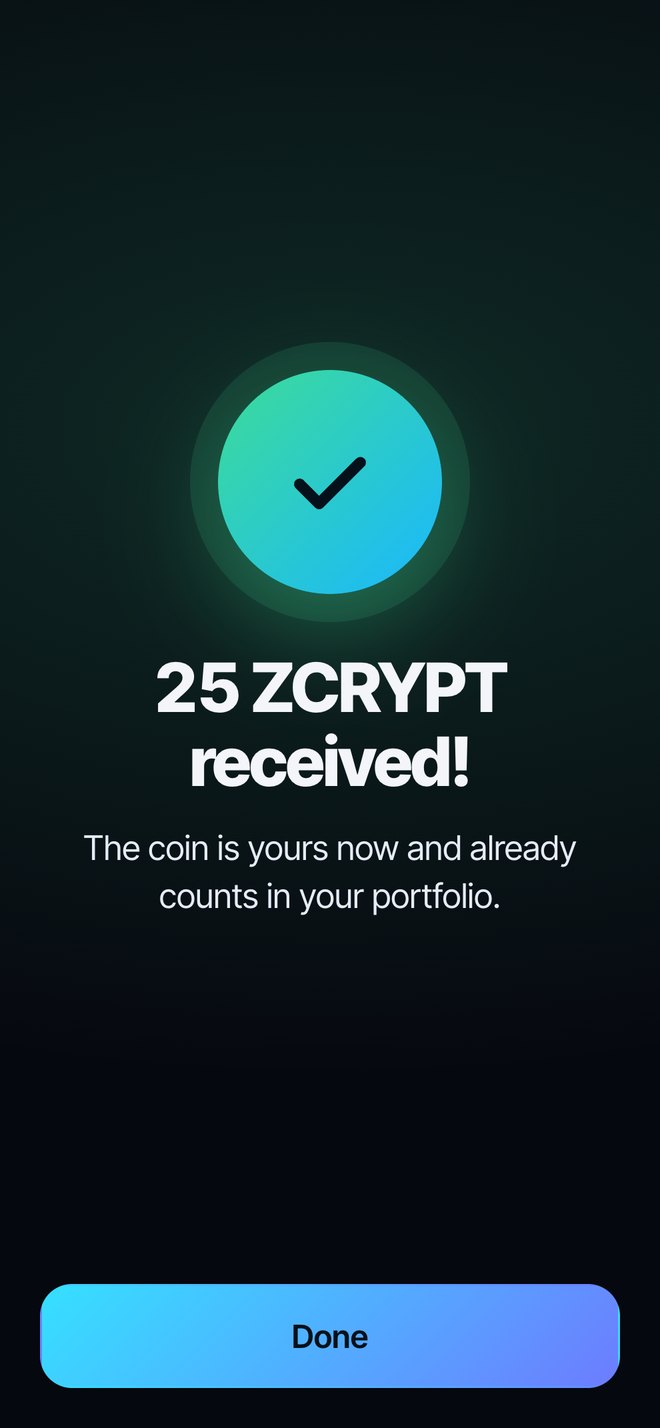 25 ZCRYPT
received!
The coin is yours now and already
counts in your portfolio.
Done